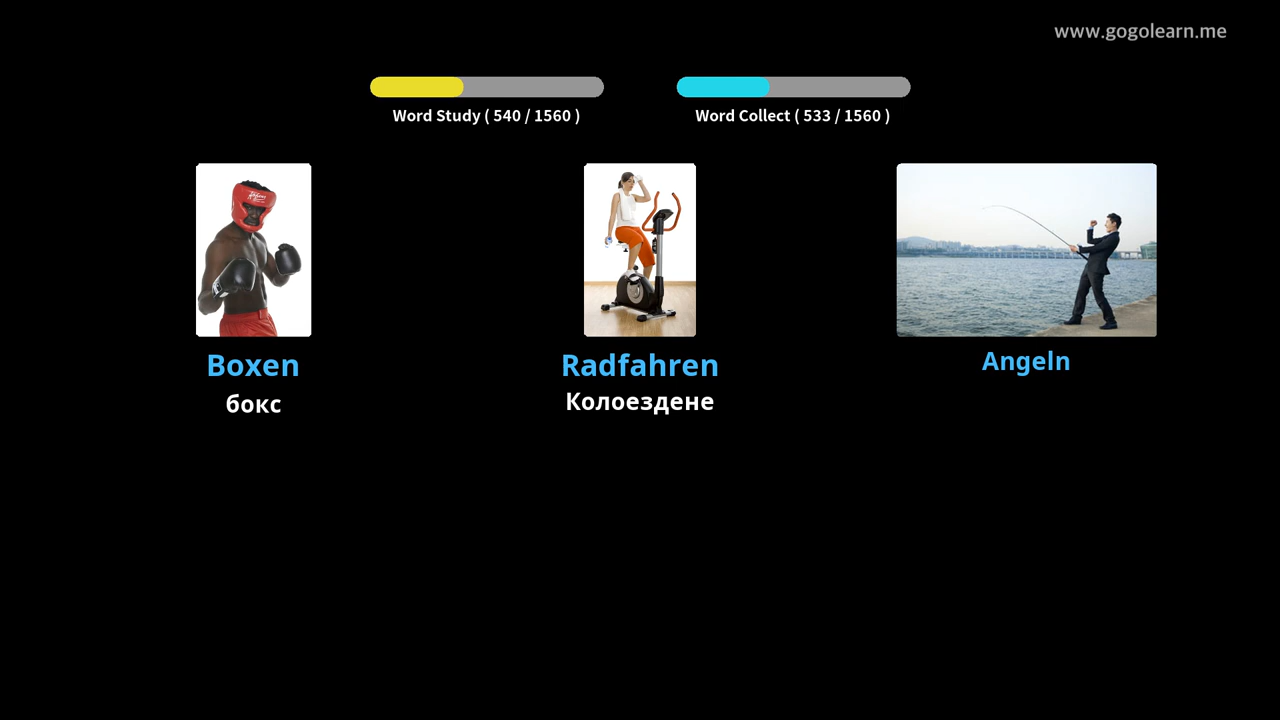 www.gogolearn.me
Word Study ( 540 / 1560 )
Word Collect ( 533 / 1560 )
Boxen
бокс
Radfahren
Колоездене
Angeln